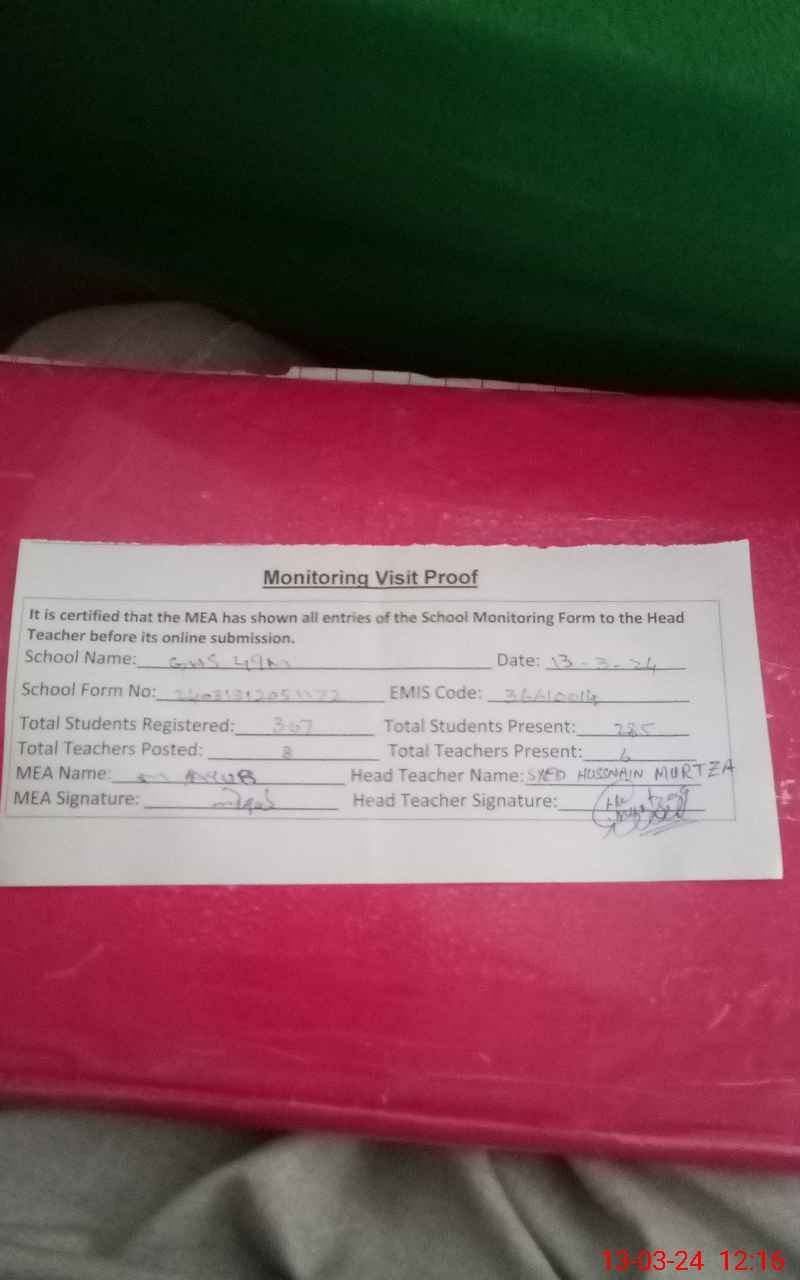 Monitoring Visit Proof
It is certified that the MEA has shown all entries of the School Monitoring Form to the Head
Teacher before its online submission.
School Name: GHS 49M Date: 13-3-24
School Form No: EMIS Code:
Total Students Registered: 367 Total Students Present: 285
Total Teachers Posted: 8 Total Teachers Present: 6
MEA Name: AYYUB Head Teacher Name: SYED HUSSNAIN MURTZA
MEA Signature: Head Teacher Signature:
13-03-24 12:16